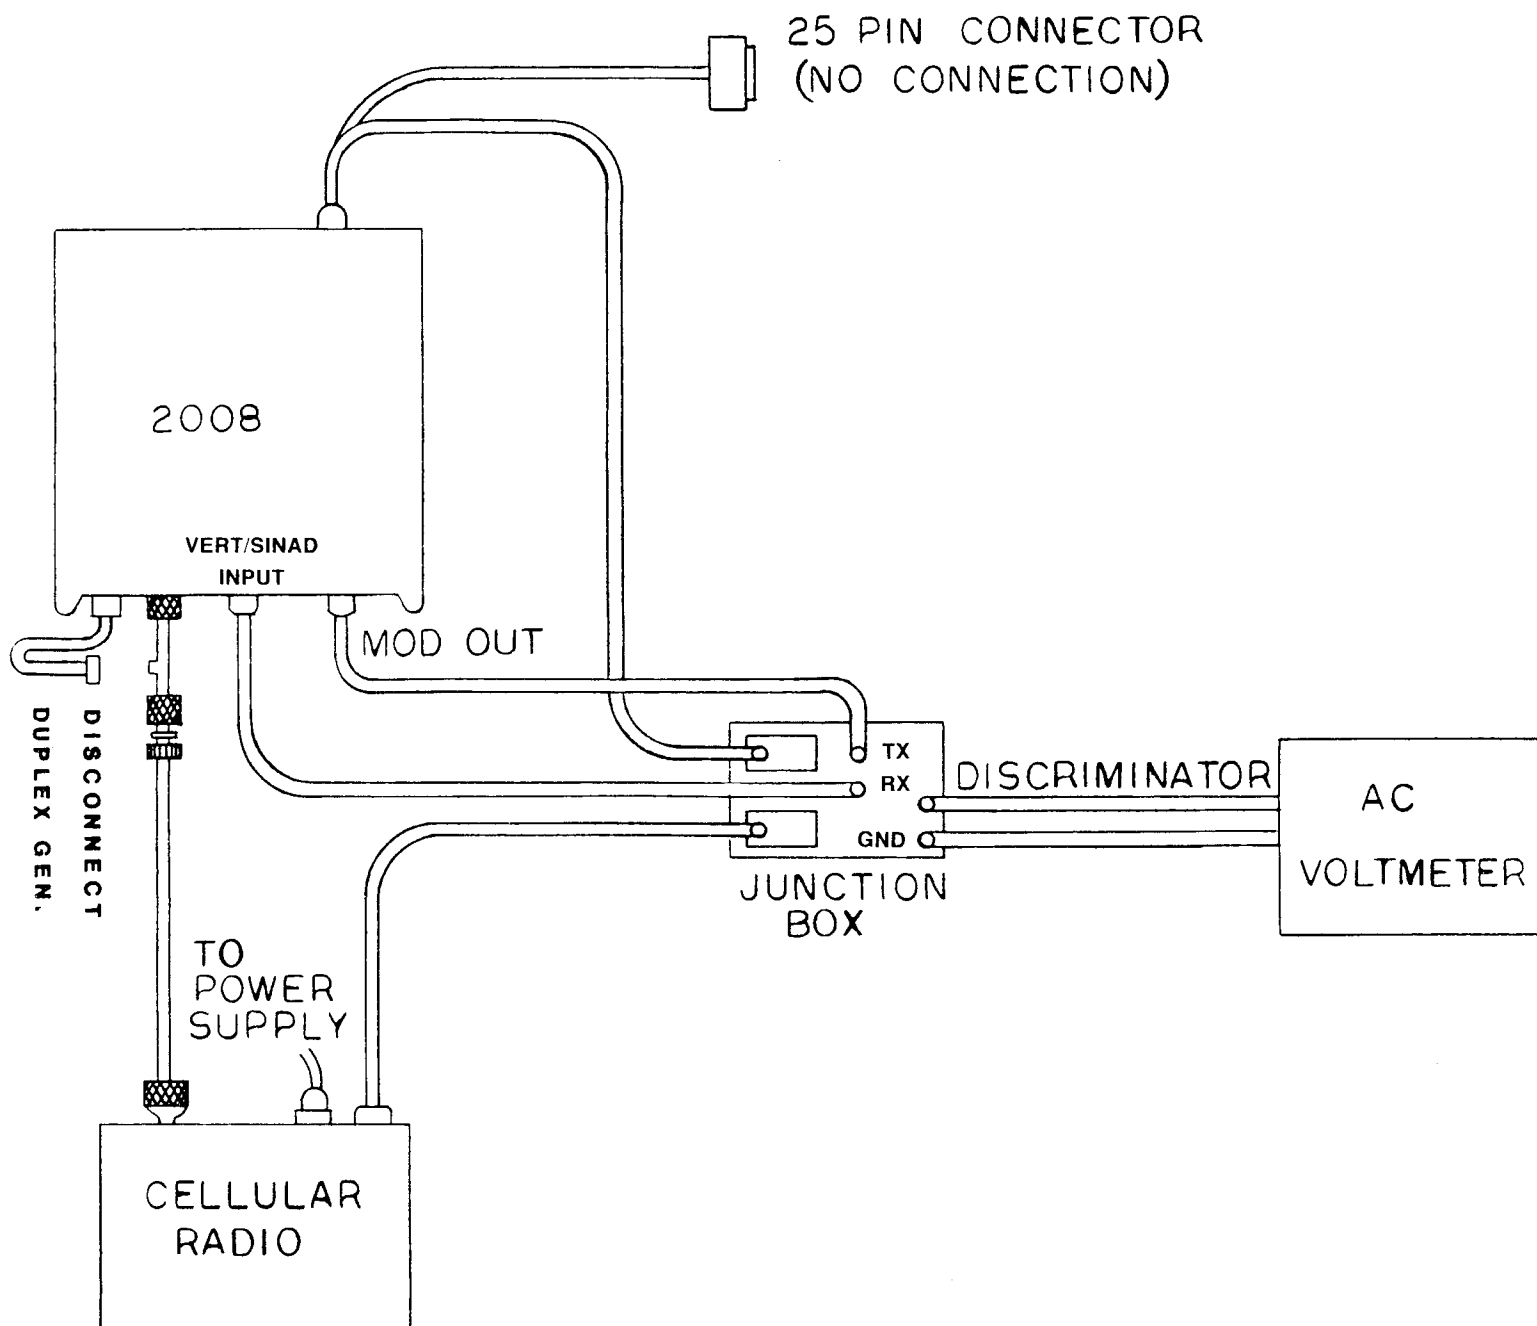 25 PIN CONNECTOR
(NO CONNECTION)
2008
VERT/SINAD
INPUT
MOD OUT
DISCONNECT
DUPLEX GEN.
TX
RX
GND
DISCRIMINATOR
AC
VOLTMETER
JUNCTION
BOX
TO
POWER
SUPPLY
CELLULAR
RADIO